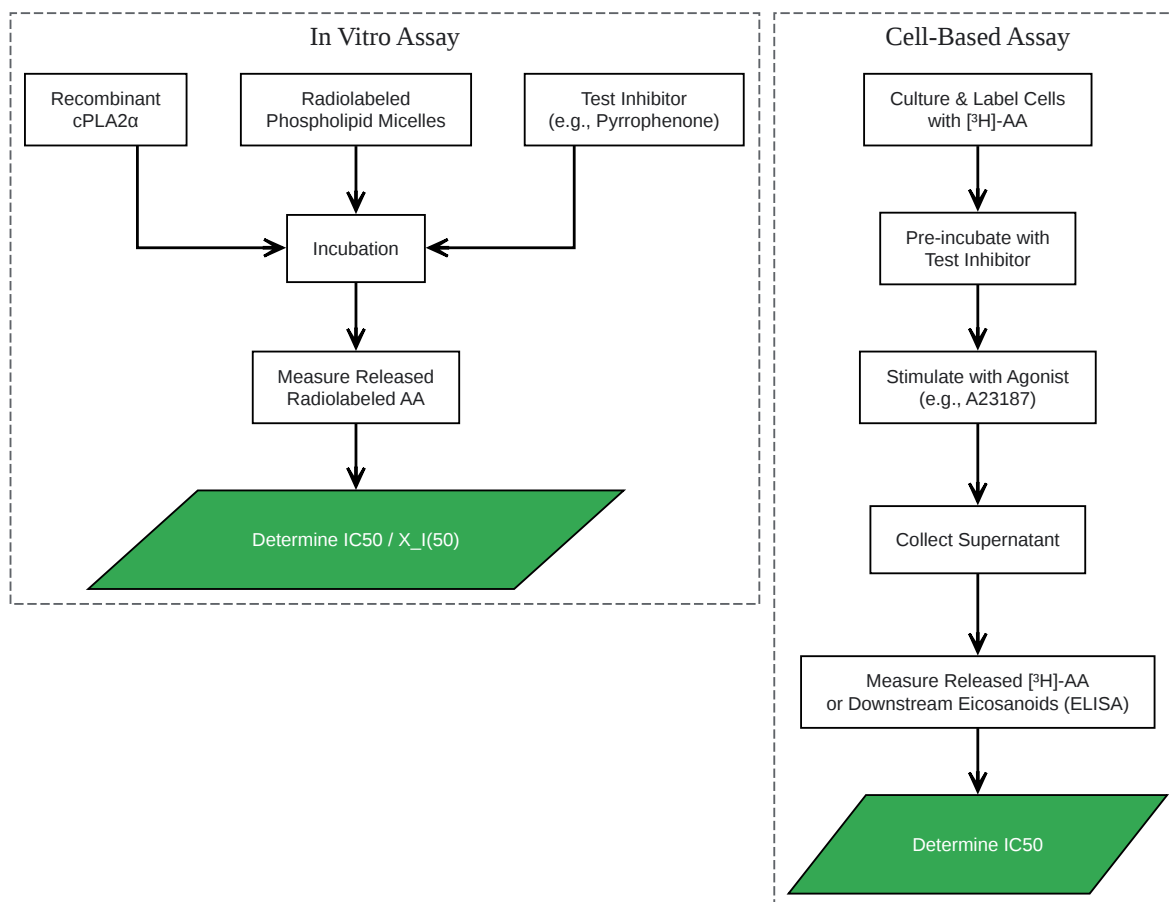 In Vitro Assay
Recombinant
cPLA2α
Radiolabeled
Phospholipid Micelles
Test Inhibitor
(e.g., Pyrrophenone)
Incubation
Measure Released
Radiolabeled AA
Determine IC50 / X_I(50)
Cell-Based Assay
Culture & Label Cells
with [³H]-AA
Pre-incubate with
Test Inhibitor
Stimulate with Agonist
(e.g., A23187)
Collect Supernatant
Measure Released [³H]-AA
or Downstream Eicosanoids (ELISA)
Determine IC50